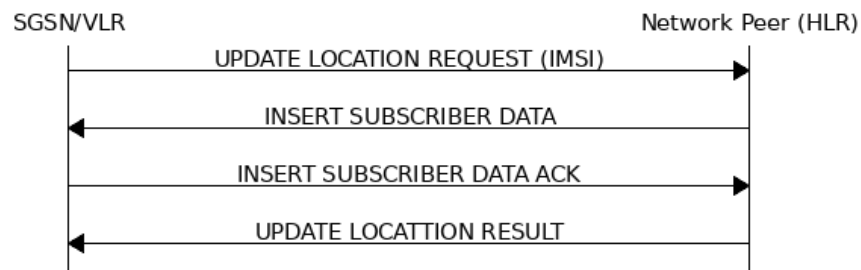 SGSN/VLR
Network Peer (HLR)
UPDATE LOCATION REQUEST (IMSI)
INSERT SUBSCRIBER DATA
INSERT SUBSCRIBER DATA ACK
UPDATE LOCATTION RESULT